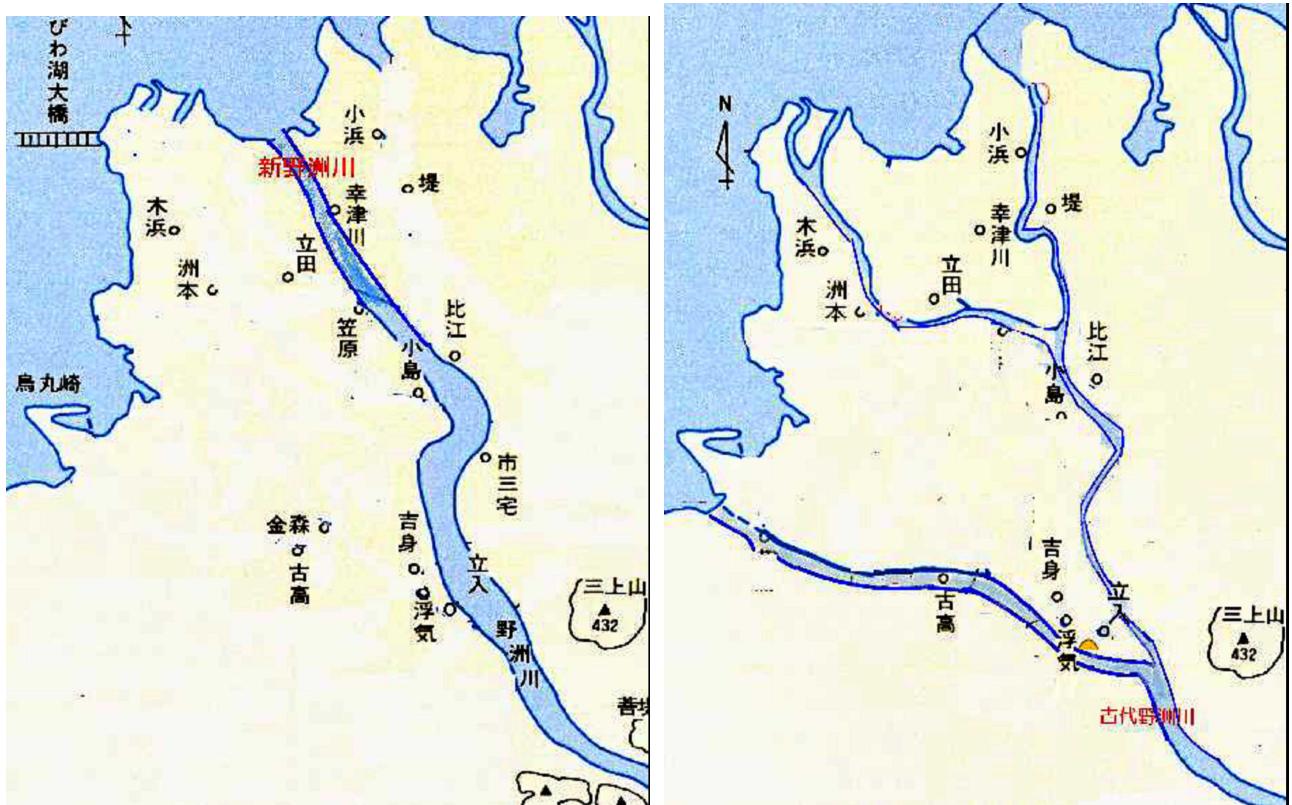 びわ湖大橋
小浜
新野洲川
堤
幸津川
木浜
立田
洲本
笠原
比江
小島
烏丸崎
市三宅
金森
吉身
古高
立入
浮気
三上山
432
野洲川
善
N
小浜
堤
木浜
幸津川
立田
洲本
比江
小島
吉身
立入
古高
浮気
三上山
432
古代野洲川